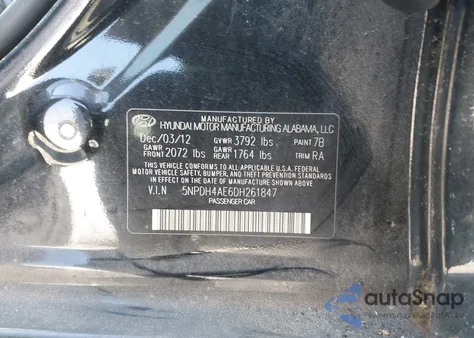 MANUFACTURED BY
HYUNDAI MOTOR MANUFACTURING ALABAMA, LLC
Dec/03/12 GVWR 3792 lbs PAINT 7B
GAWR FRONT 2072 lbs GAWR REAR 1764 lbs TRIM RA
THIS VEHICLE CONFORMS TO ALL APPLICABLE U.S.A. FEDERAL
MOTOR VEHICLE SAFETY, BUMPER, AND THEFT PREVENTION
STANDARDS IN EFFECT ON THE DATE OF MANUFACTURE SHOWN ABOVE.
V.I.N 5NPDH4AE6DH261847
PASSENGER CAR
autoSnap